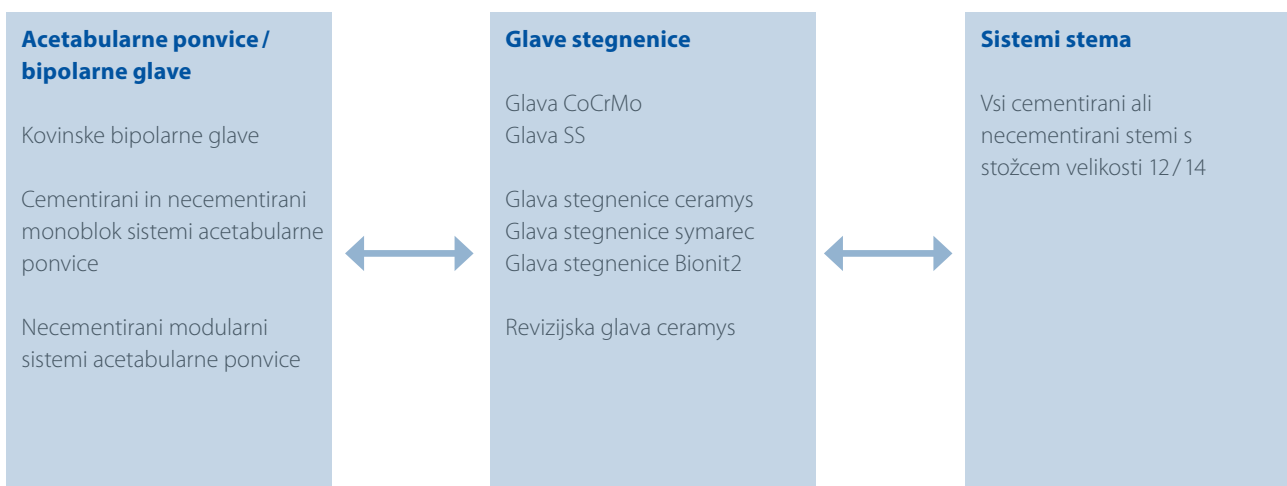 Acetabularne ponvice /
bipolarne glave
Kovinske bipolarne glave
Cementirani in necementirani
monoblok sistemi acetabularne
ponvice
Necementirani modularni
sistemi acetabularne ponvice
Glave stegnenice
Glava CoCrMo
Glava SS
Glava stegnenice ceramys
Glava stegnenice symarec
Glava stegnenice Bionit2
Revizijska glava ceramys
Sistemi stema
Vsi cementirani ali
necementirani stemi s
stožcem velikosti 12 / 14